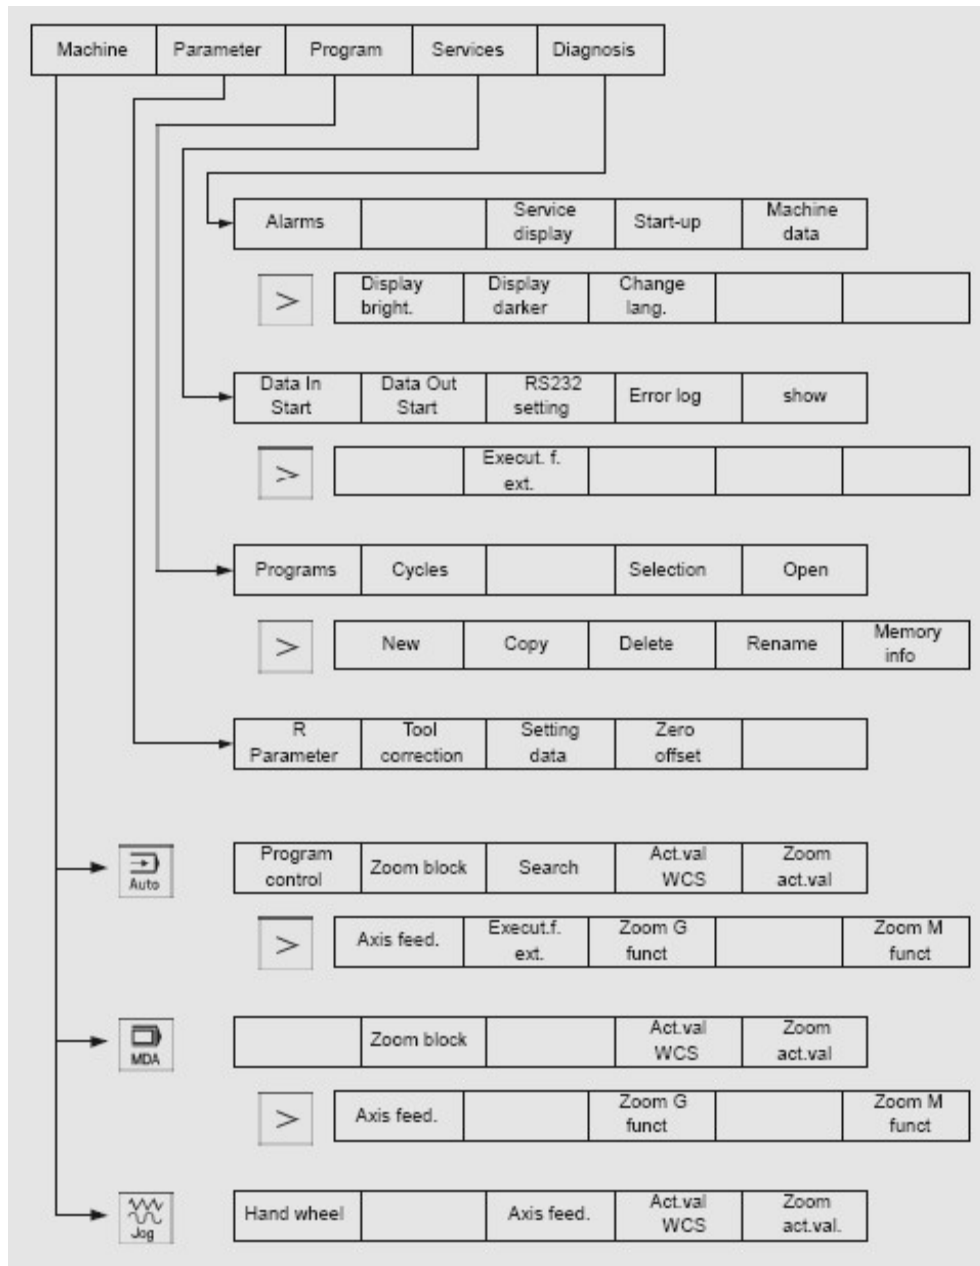 Machine Parameter Program Services Diagnosis
Alarms Service display Start-up Machine data
> Display bright. Display darker Change lang.
Data In Start Data Out Start RS232 setting Error log show
> Execut. f. ext.
Programs Cycles Selection Open
> New Copy Delete Rename Memory info
R Parameter Tool correction Setting data Zero offset
Auto Program control Zoom block Search Act.val WCS Zoom act.val
> Axis feed. Execut.f. ext. Zoom G funct Zoom M funct
MDA Zoom block Act.val WCS Zoom act.val
> Axis feed. Zoom G funct Zoom M funct
Jog Hand wheel Axis feed. Act.val WCS Zoom act.val.